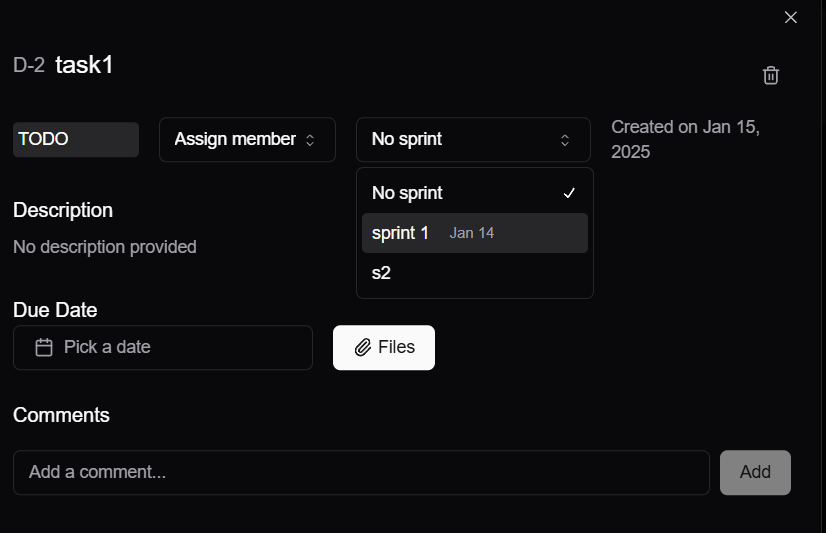 D-2 task1
TODO
Assign member
No sprint
Created on Jan 15,
2025
No sprint
sprint 1 Jan 14
s2
Description
No description provided
Due Date
Pick a date
Files
Comments
Add a comment...
Add